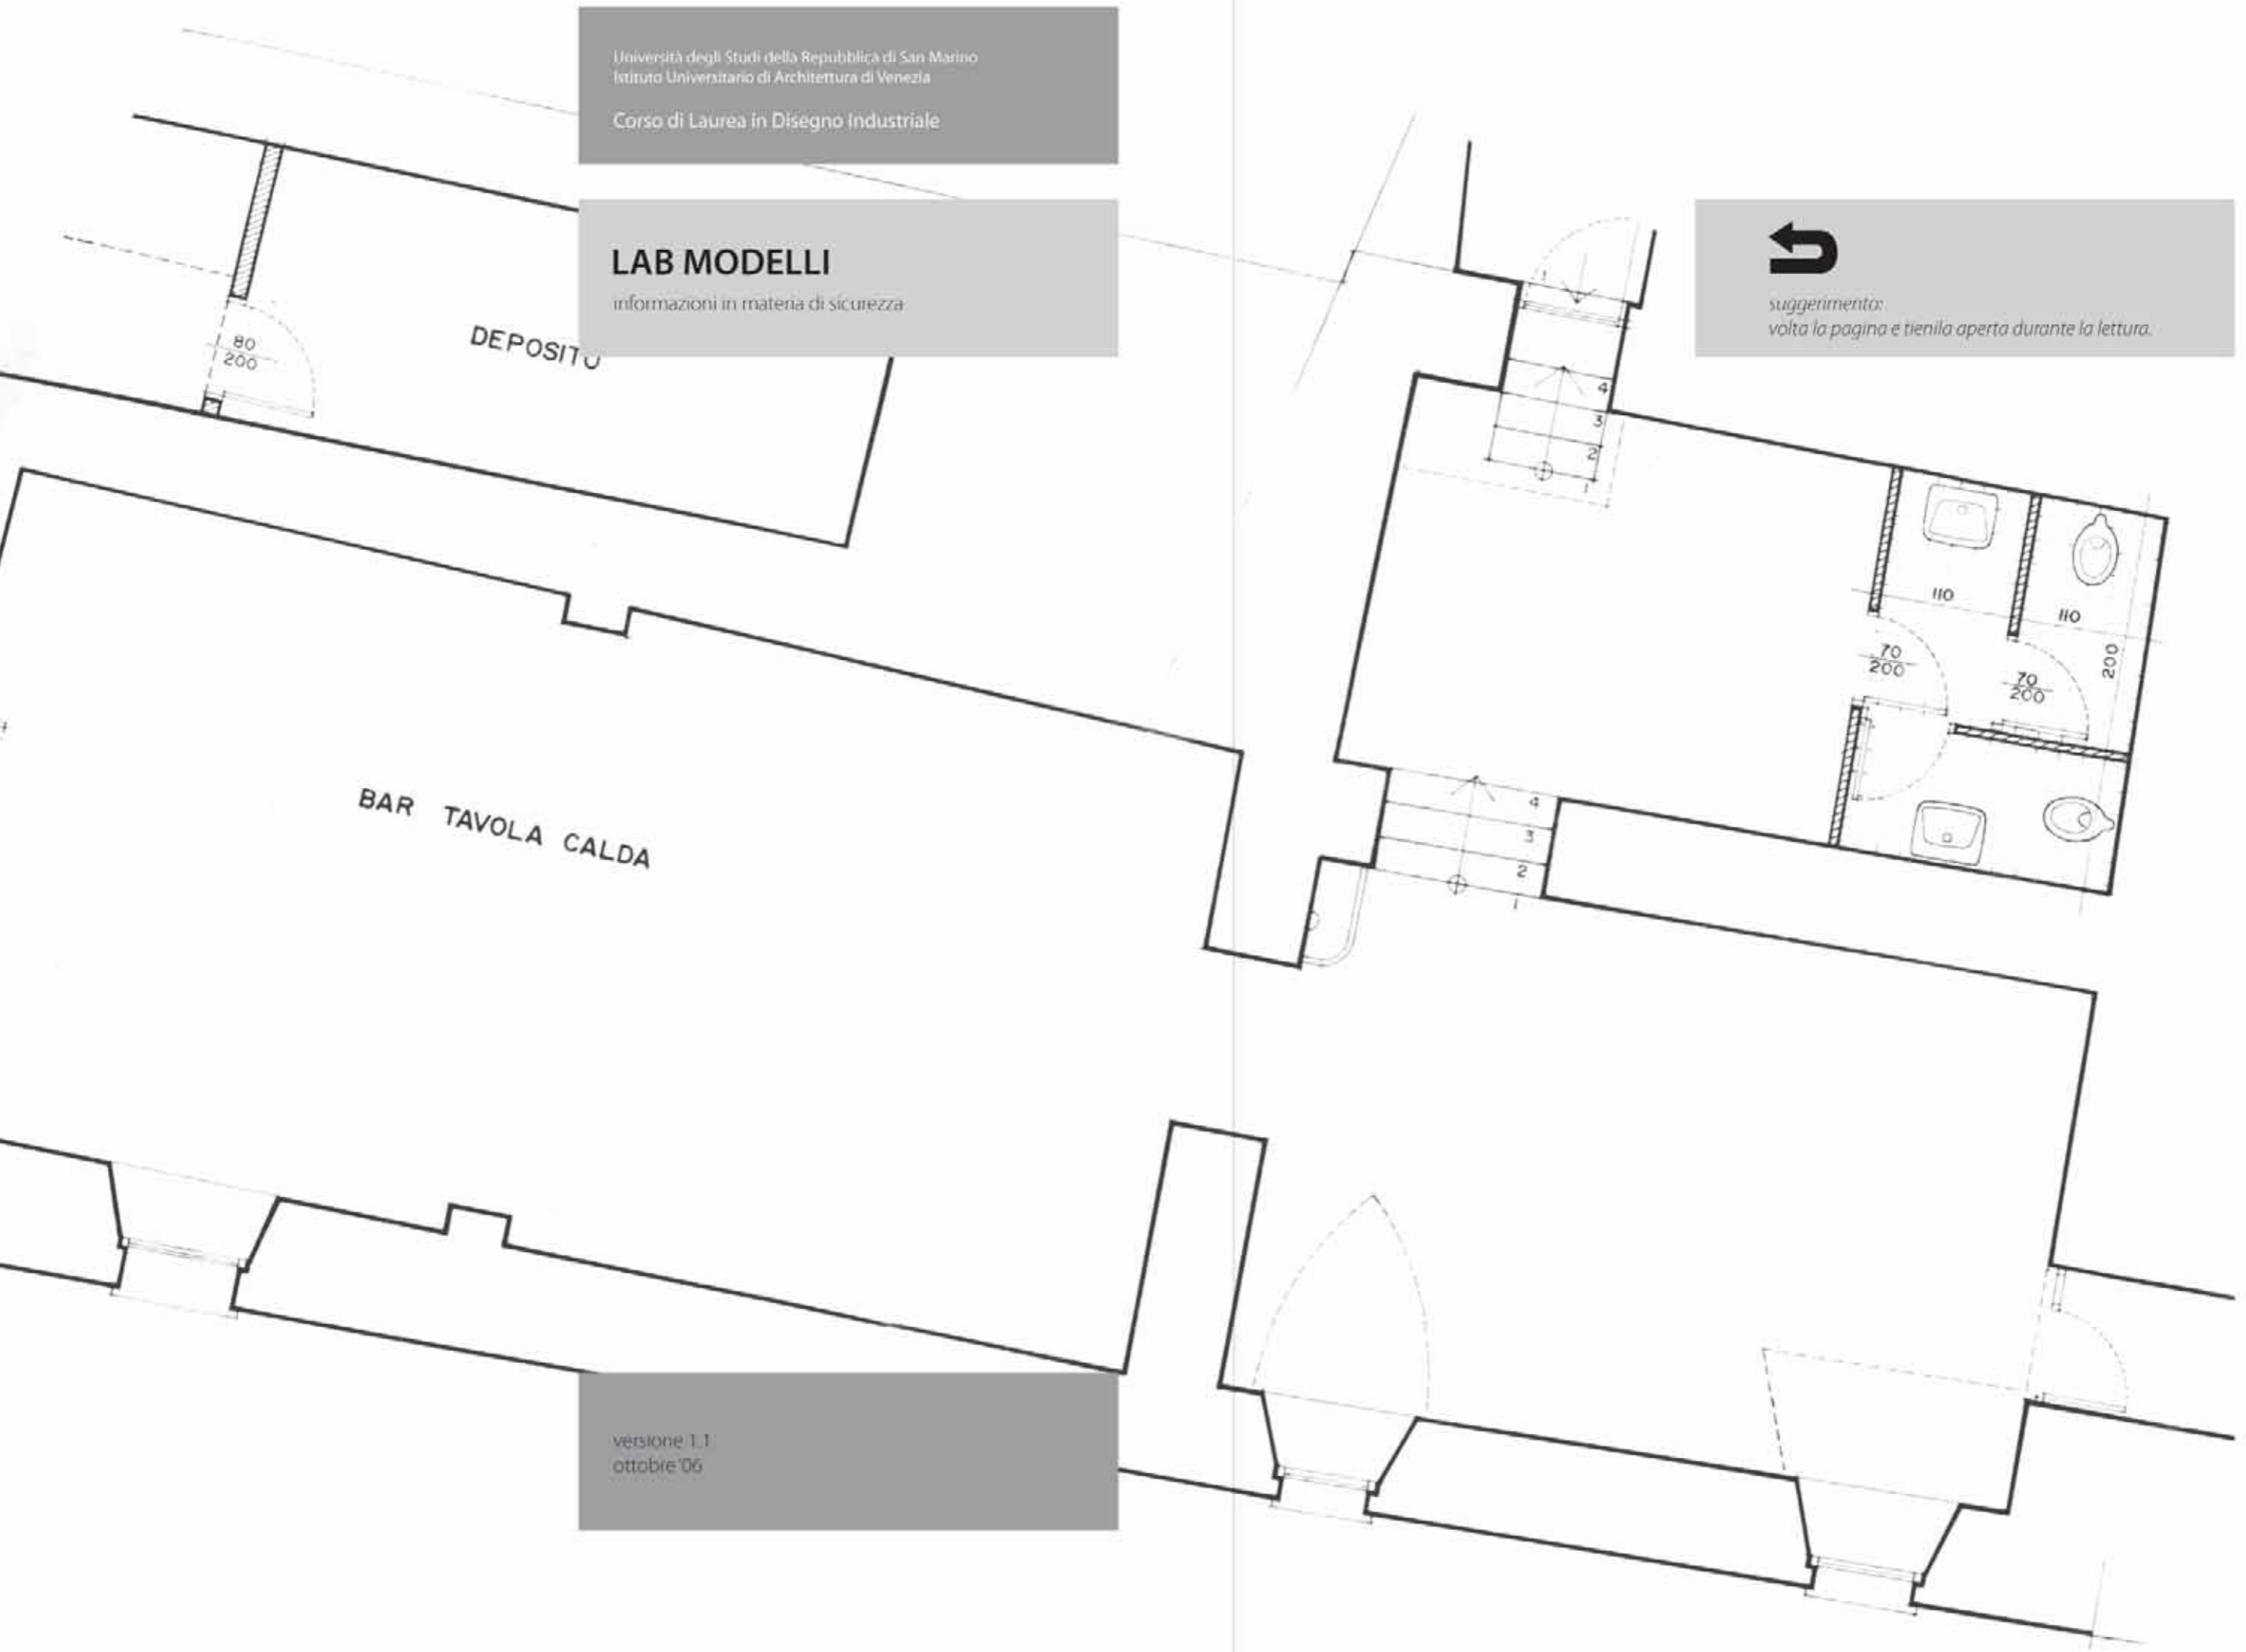 Università degli Studi della Repubblica di San Marino
Istituto Universitario di Architettura di Venezia
Corso di Laurea in Disegno Industriale
LAB MODELLI
informazioni in materia di sicurezza
suggerimento:
volta la pagina e tienila aperta durante la lettura.
DEPOSITO
80
200
BAR TAVOLA CALDA
1
4
3
2
1
110
110
200
70
200
70
200
4
3
2
1
versione 1.1
ottobre '06